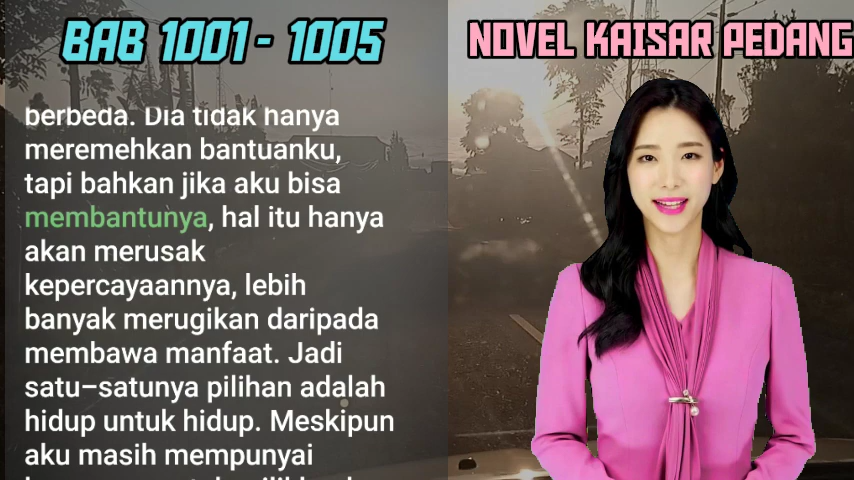 BAB 1001 - 1005
NOVEL KAISAR PEDANG
berbeda. Dia tidak hanya
meremehkan bantuanku,
tapi bahkan jika aku bisa
membantunya, hal itu hanya
akan merusak
kepercayaannya, lebih
banyak merugikan daripada
membawa manfaat. Jadi
satu–satunya pilihan adalah
hidup untuk hidup. Meskipun
aku masih mempunyai